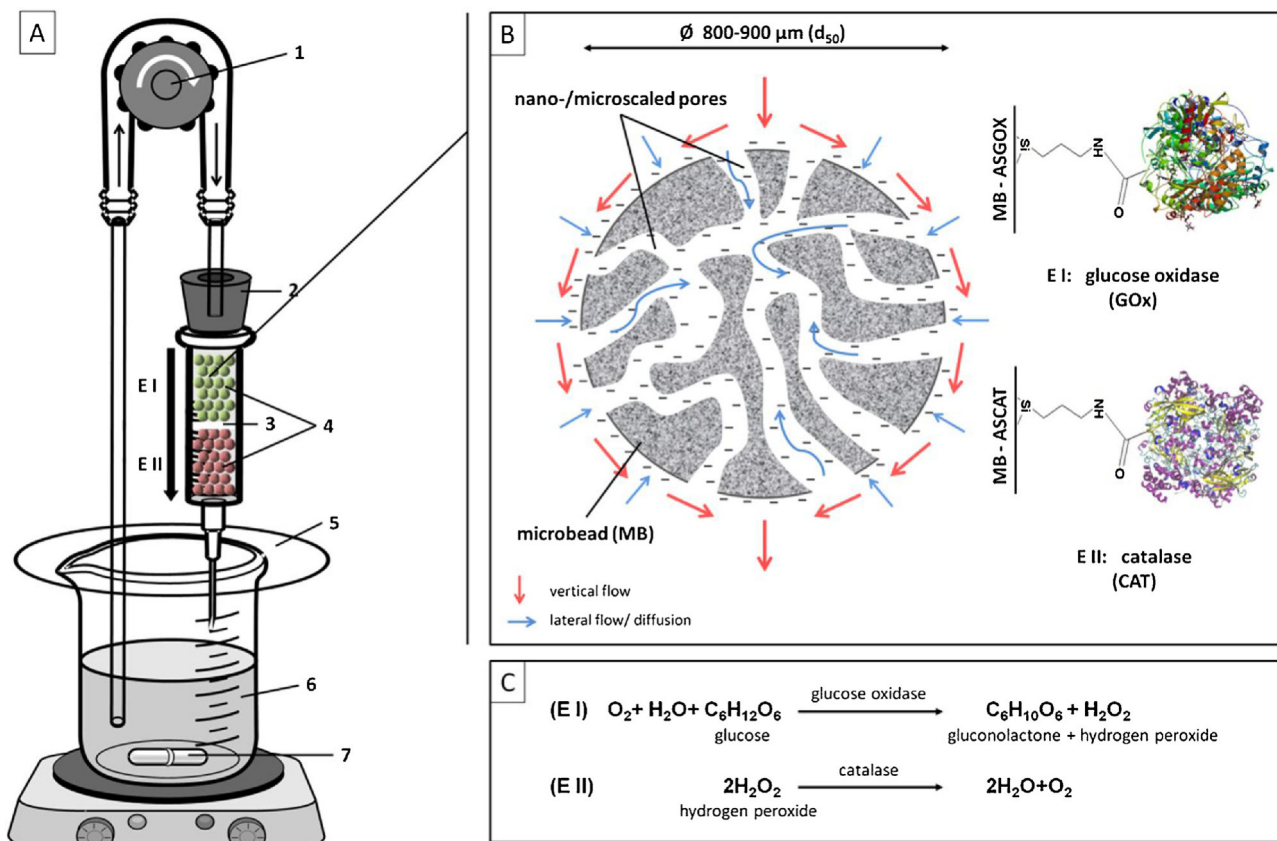 A
1
2
E I
3
4
E II
5
6
7
B
Ø 800-900 µm (d₅₀)
nano-/microscaled pores
microbead (MB)
vertical flow
lateral flow/ diffusion
MB - ASGOX
Si
NH
O
E I: glucose oxidase
(GOx)
MB - ASCAT
Si
NH
O
E II: catalase
(CAT)
C
(E I) O₂+ H₂O+ C₆H₁₂O₆ glucose oxidase C₆H₁₀O₆ + H₂O₂
glucose gluconolactone + hydrogen peroxide
(E II) 2H₂O₂ catalase 2H₂O+O₂
hydrogen peroxide